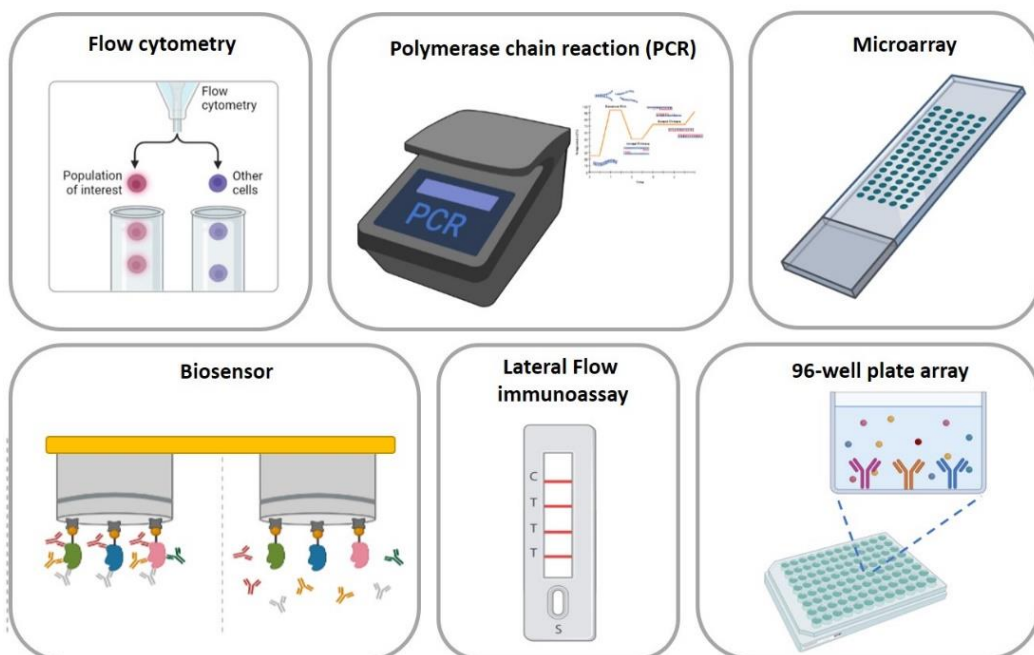 Flow cytometry
Flow
cytometry
Population
of interest
Other
cells
Polymerase chain reaction (PCR)
PCR
Microarray
Biosensor
Lateral Flow
immunoassay
C
T
T
T
S
96-well plate array